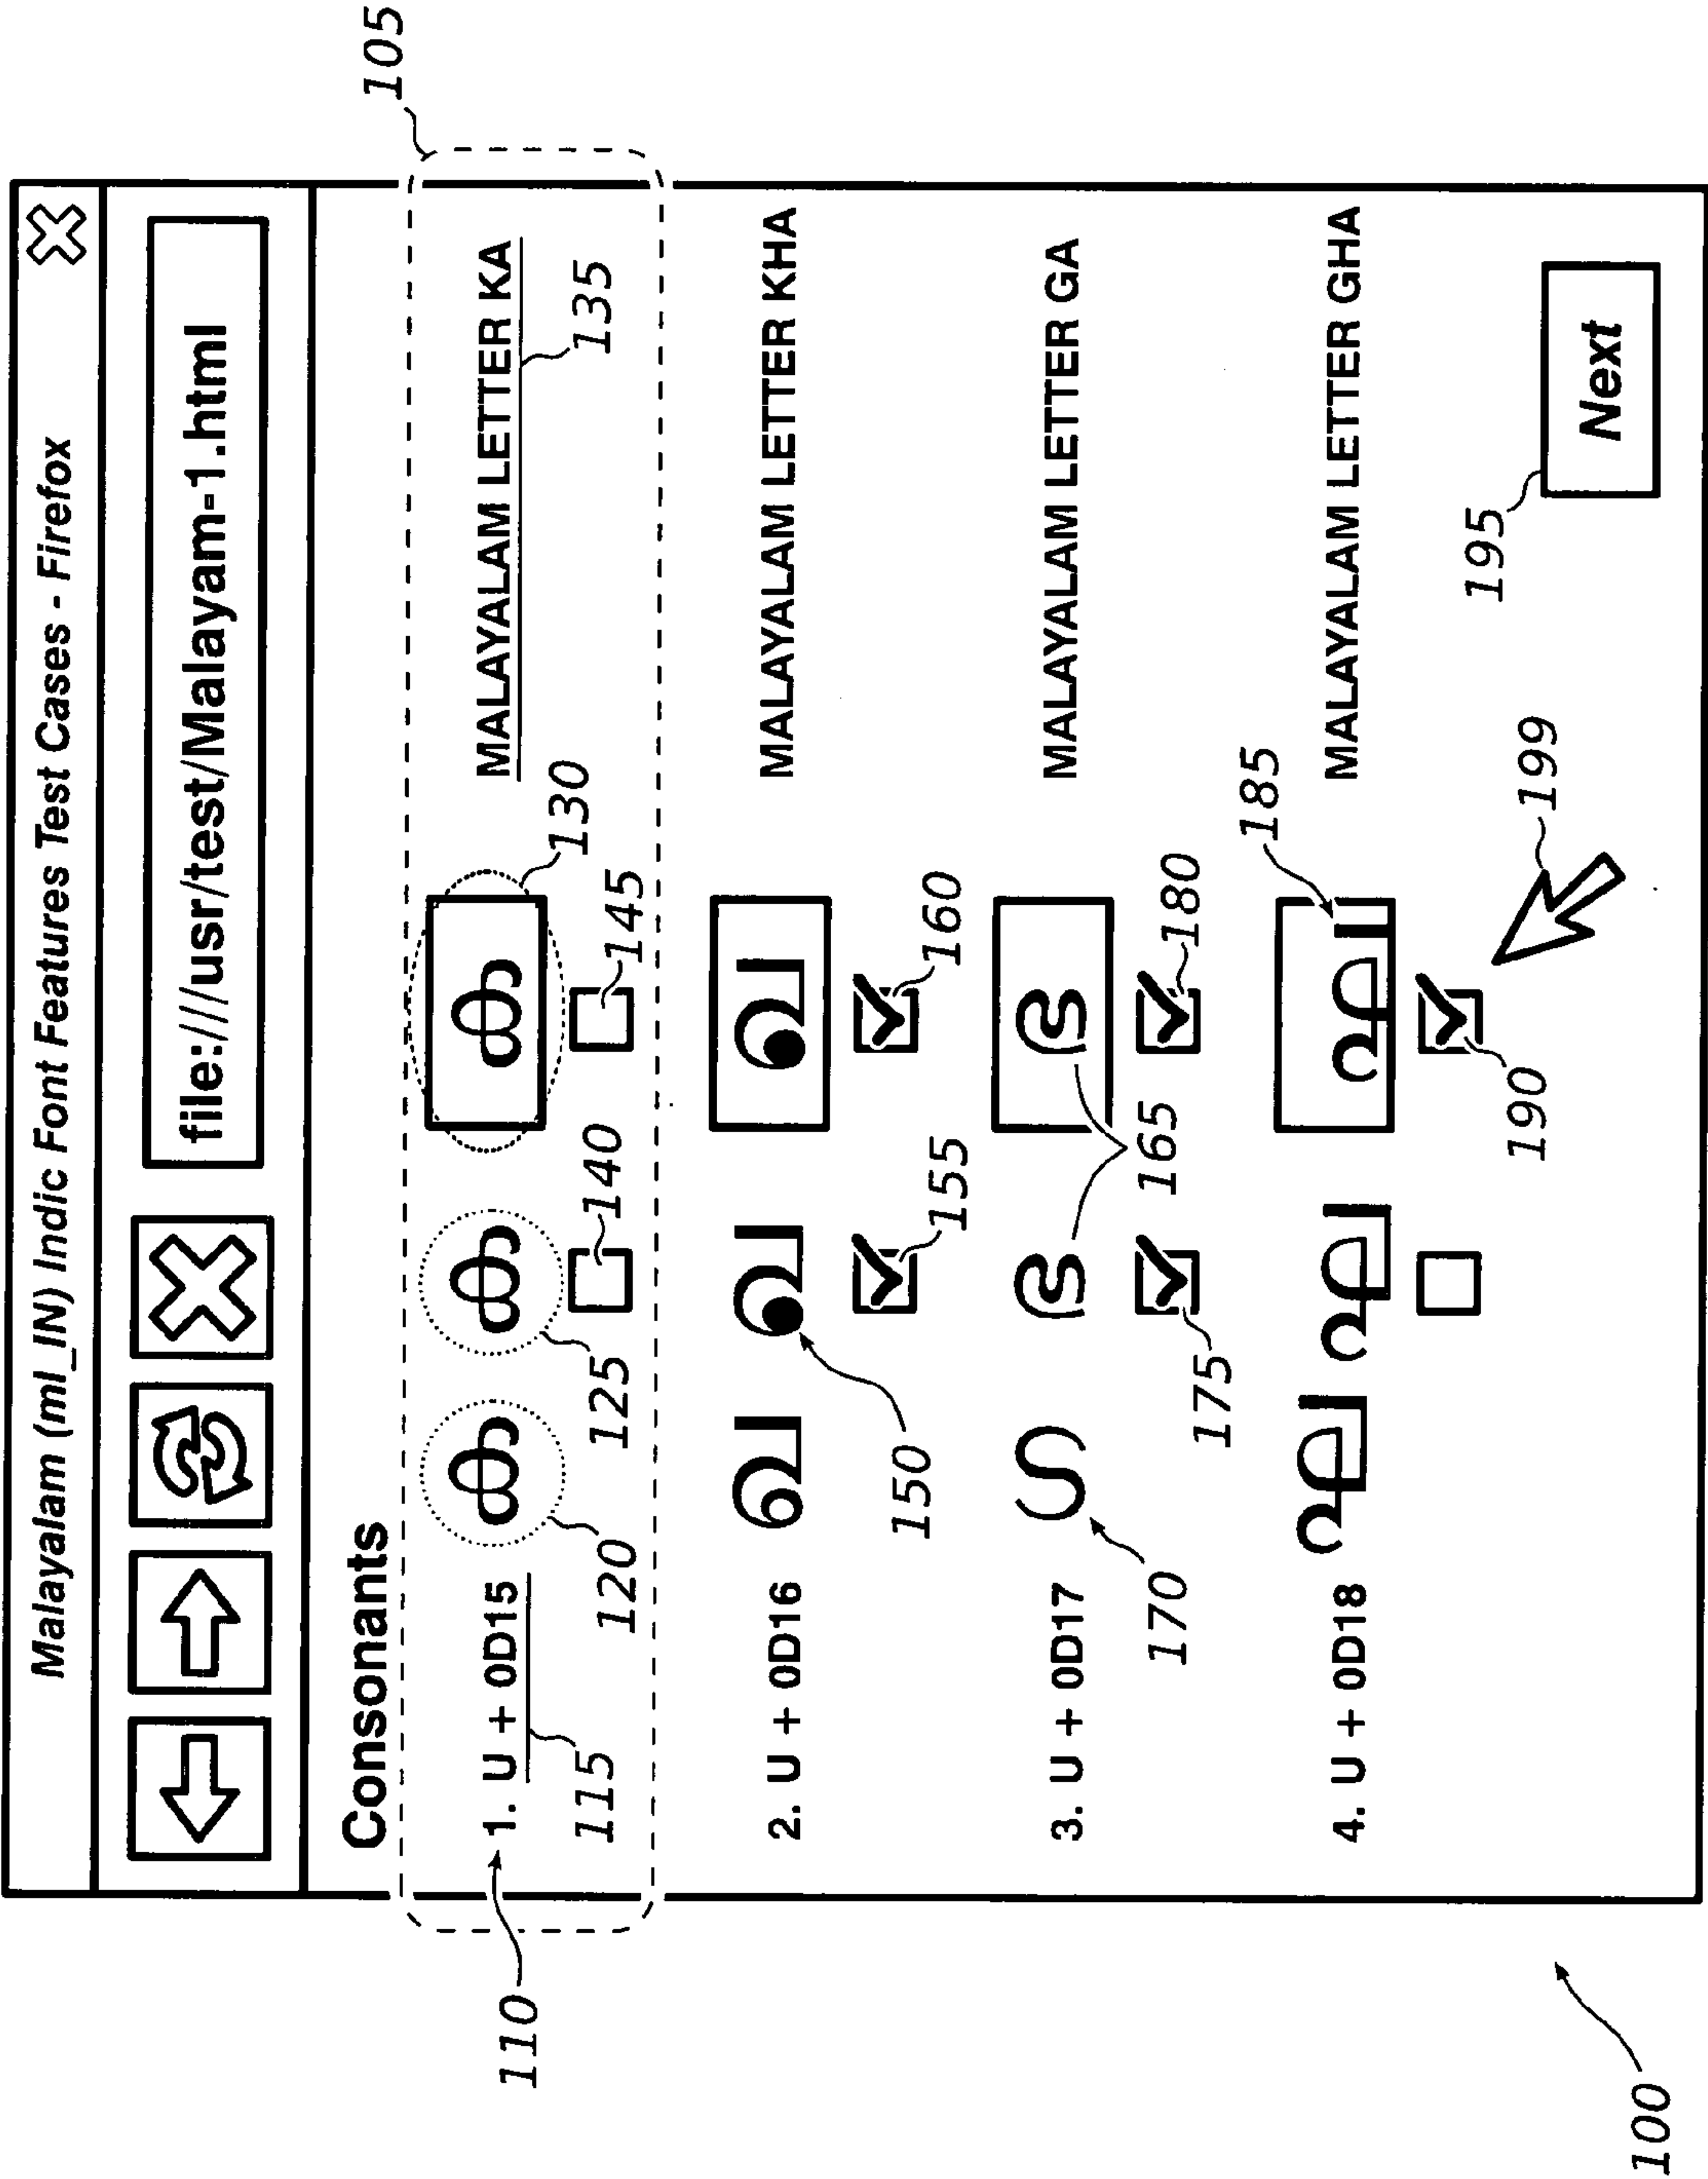 Malayalam (ml_IN) Indic Font Features Test Cases - Firefox
file:///usr/test/Malayam-1.html
105
Consonants
110
1. U + 0D15 ക ക ക MALAYALAM LETTER KA
115 120 125 140 145 130 135
2. U + 0D16 ഖ ഖ ഖ MALAYALAM LETTER KHA
150 155 160
3. U + 0D17 ഗ MALAYALAM LETTER GA
170 175 165 180
185
4. U + 0D18 ഘ ഘ ഘ MALAYALAM LETTER GHA
190 199 195
Next
100